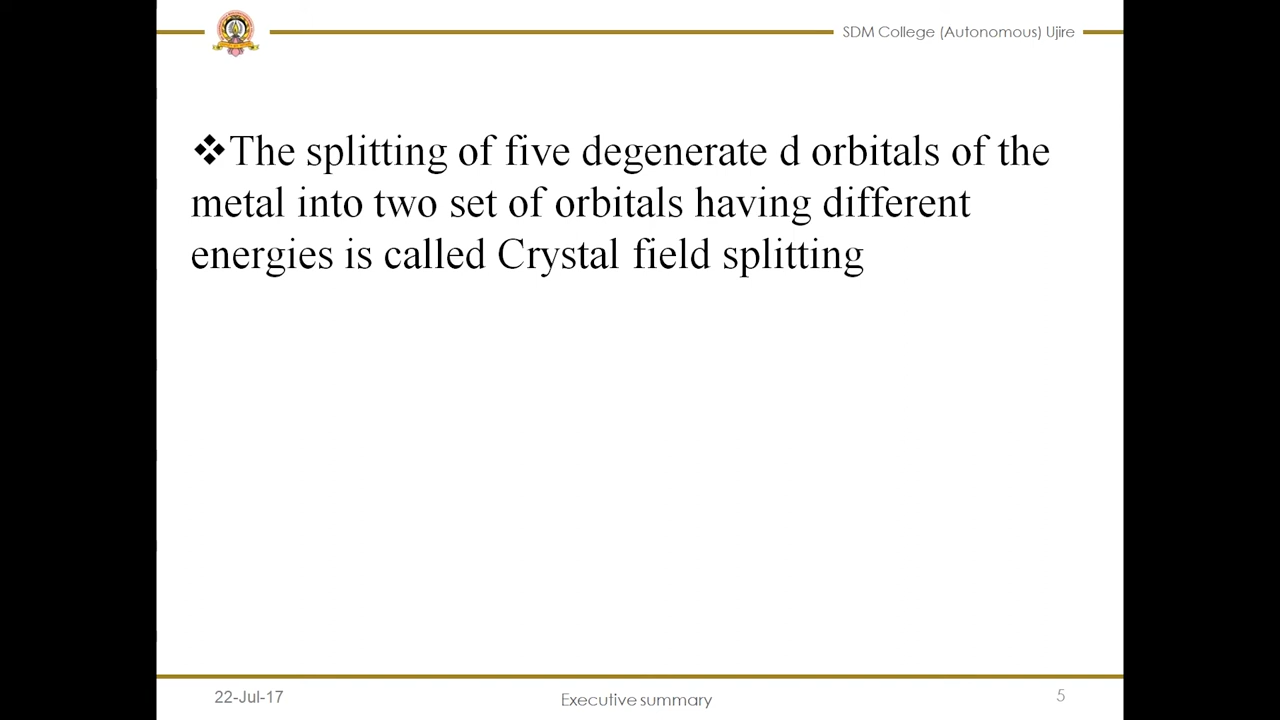 SDM College (Autonomous) Ujire
❖The splitting of five degenerate d orbitals of the
metal into two set of orbitals having different
energies is called Crystal field splitting
22-Jul-17
Executive summary
5